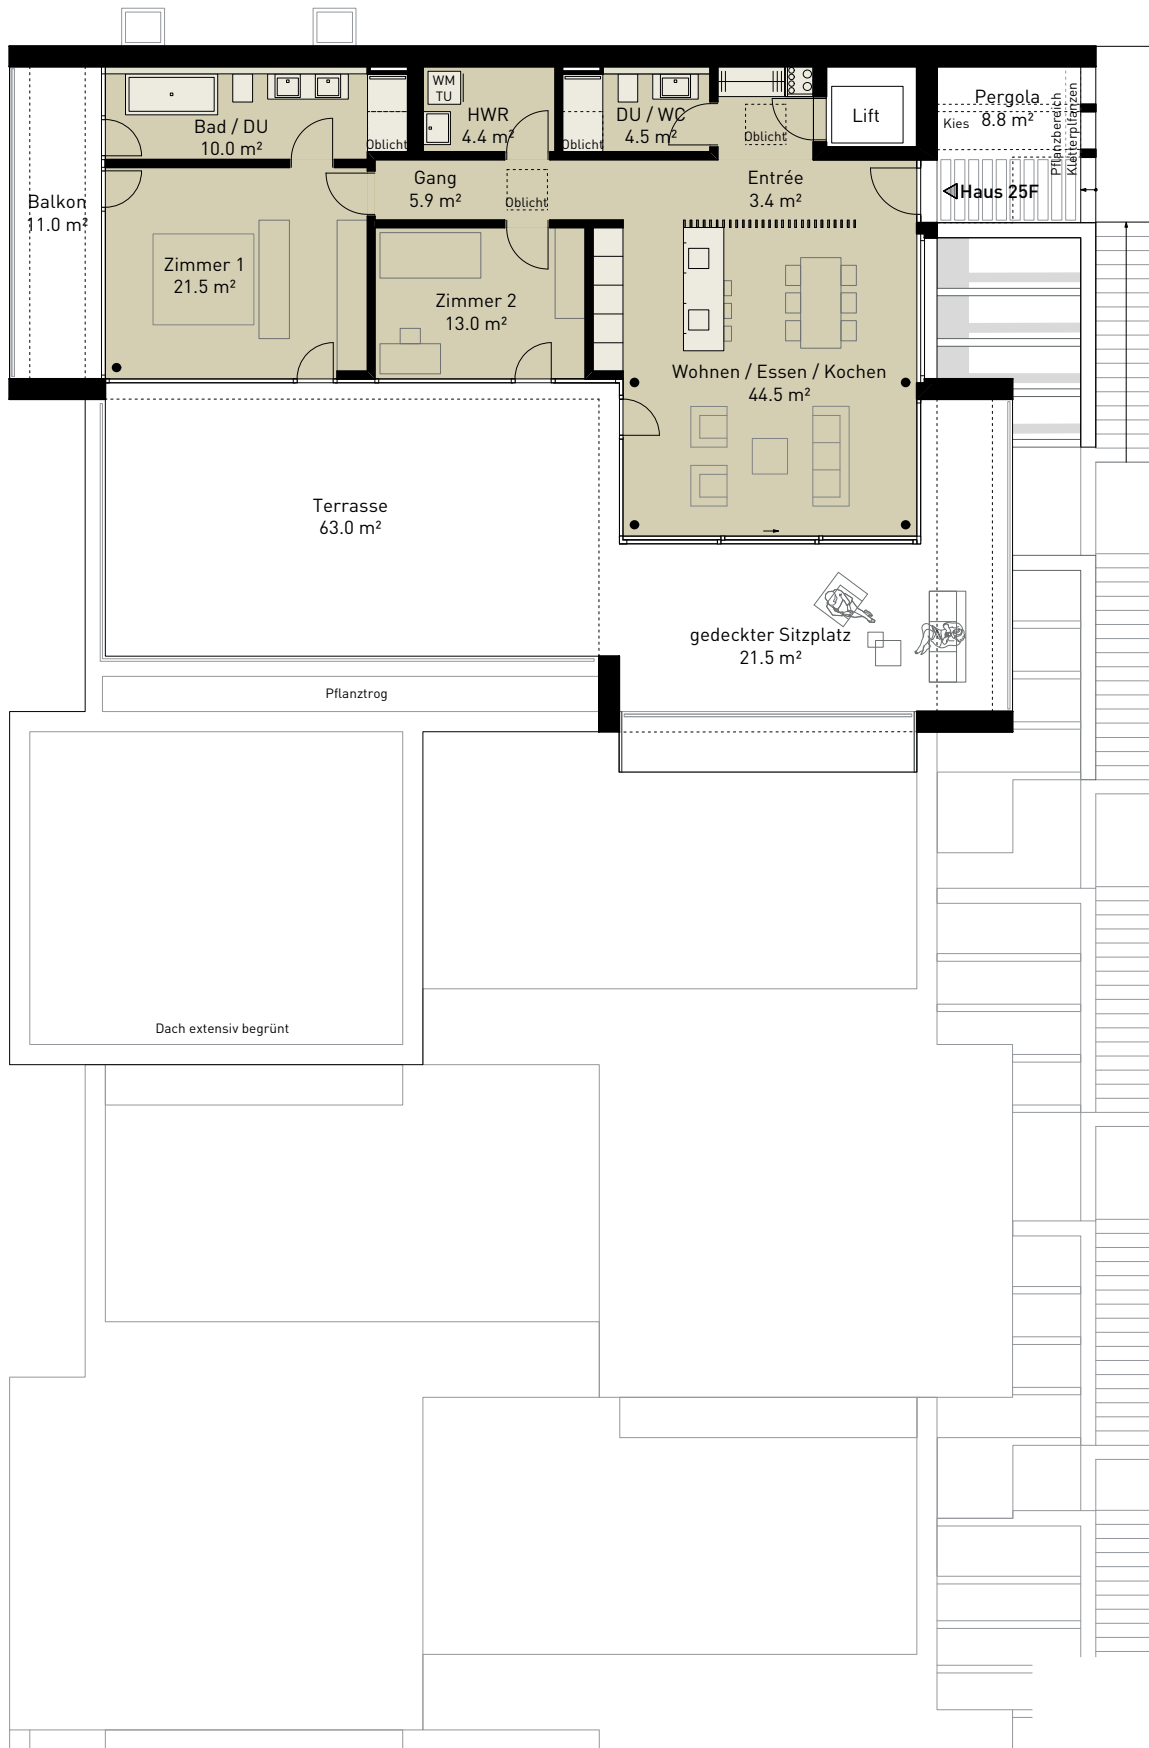 WM
TU
HWR
4.4 m²
Bad / DU
10.0 m²
Oblicht
Oblicht
DU / WC
4.5 m²
Oblicht
Lift
Pergola
8.8 m²
Kies
Pflanzbereich
Kletterpflanzen
Balkon
11.0 m²
Gang
5.9 m²
Oblicht
Entrée
3.4 m²
Haus 25F
Zimmer 1
21.5 m²
Zimmer 2
13.0 m²
Wohnen / Essen / Kochen
44.5 m²
Terrasse
63.0 m²
gedeckter Sitzplatz
21.5 m²
Pflanztrog
Dach extensiv begrünt